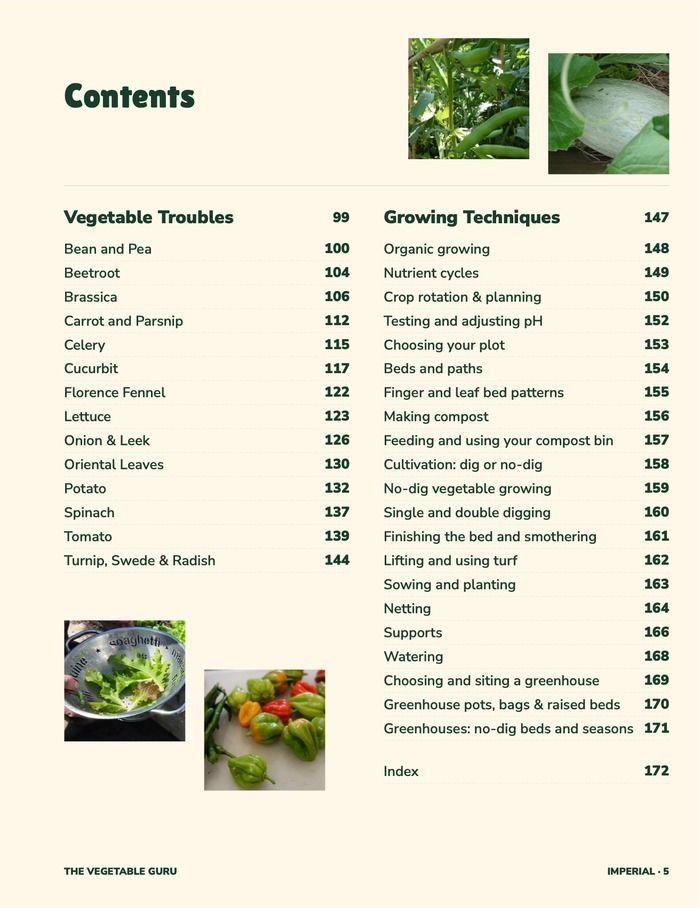 Contents
Vegetable Troubles 99
Bean and Pea 100
Beetroot 104
Brassica 106
Carrot and Parsnip 112
Celery 115
Cucurbit 117
Florence Fennel 122
Lettuce 123
Onion & Leek 126
Oriental Leaves 130
Potato 132
Spinach 137
Tomato 139
Turnip, Swede & Radish 144
spaghetti
Growing Techniques 147
Organic growing 148
Nutrient cycles 149
Crop rotation & planning 150
Testing and adjusting pH 152
Choosing your plot 153
Beds and paths 154
Finger and leaf bed patterns 155
Making compost 156
Feeding and using your compost bin 157
Cultivation: dig or no-dig 158
No-dig vegetable growing 159
Single and double digging 160
Finishing the bed and smothering 161
Lifting and using turf 162
Sowing and planting 163
Netting 164
Supports 166
Watering 168
Choosing and siting a greenhouse 169
Greenhouse pots, bags & raised beds 170
Greenhouses: no-dig beds and seasons 171
Index 172
THE VEGETABLE GURU
IMPERIAL · 5